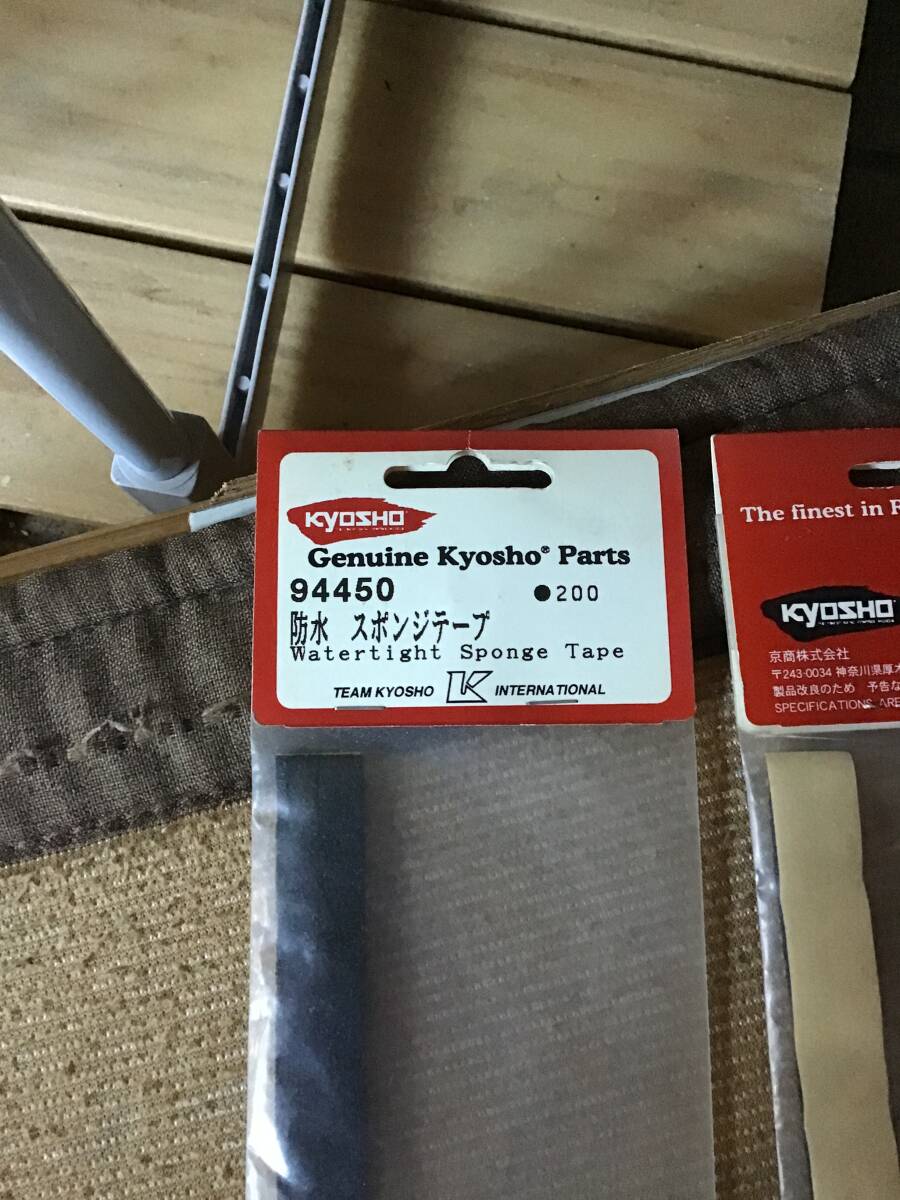 KYOSHO
Genuine Kyosho® Parts
94450 ●200
防水 スポンジテープ
Watertight Sponge Tape
TEAM KYOSHO K INTERNATIONAL
The finest in R
KYOSHO
京商株式会社
〒243-0034 神奈川県厚木
製品改良のため 予告な
SPECIFICATIONS ARE